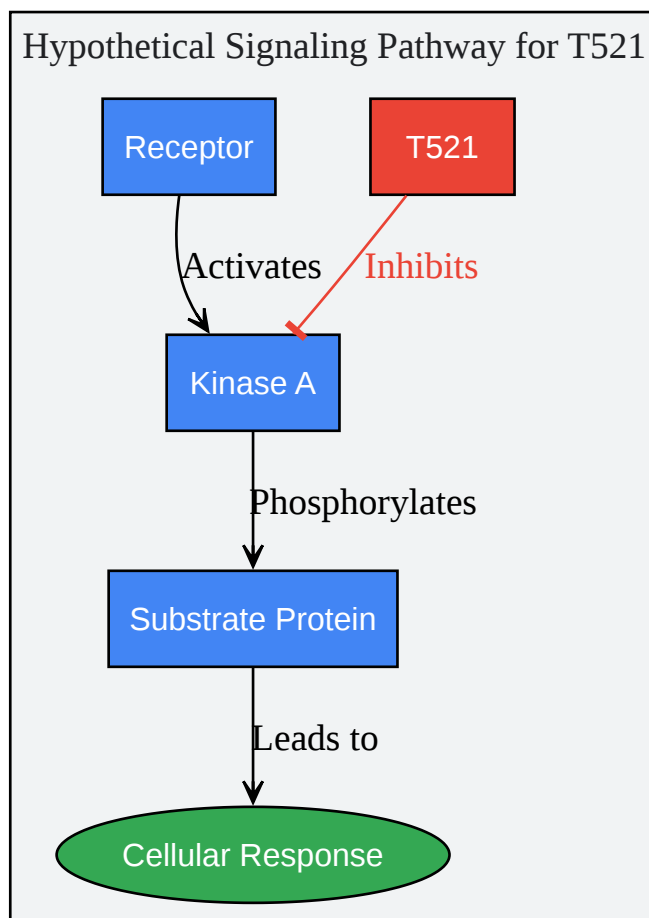 Hypothetical Signaling Pathway for T521
Receptor
T521
Activates
Inhibits
Kinase A
Phosphorylates
Substrate Protein
Leads to
Cellular Response